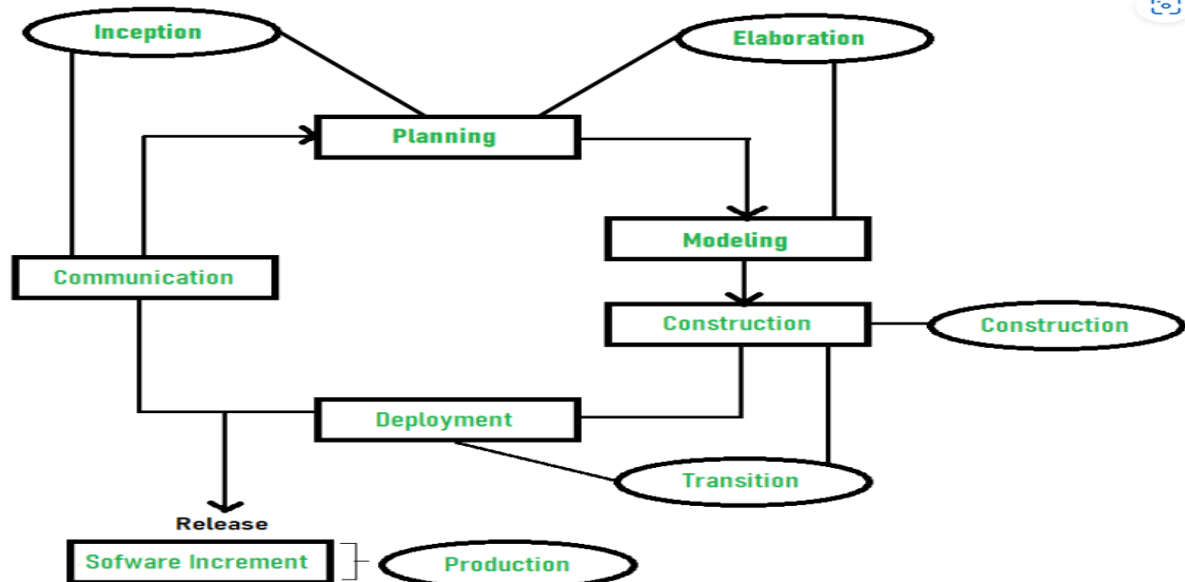 Inception
Elaboration
Planning
Modeling
Communication
Construction
Construction
Deployment
Transition
Release
Sofware Increment
Production